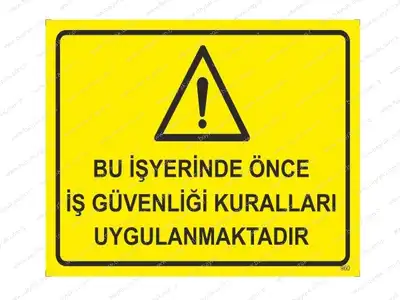 BU İŞYERİNDE ÖNCE
İŞ GÜVENLİĞİ KURALLARI
UYGULANMAKTADIR